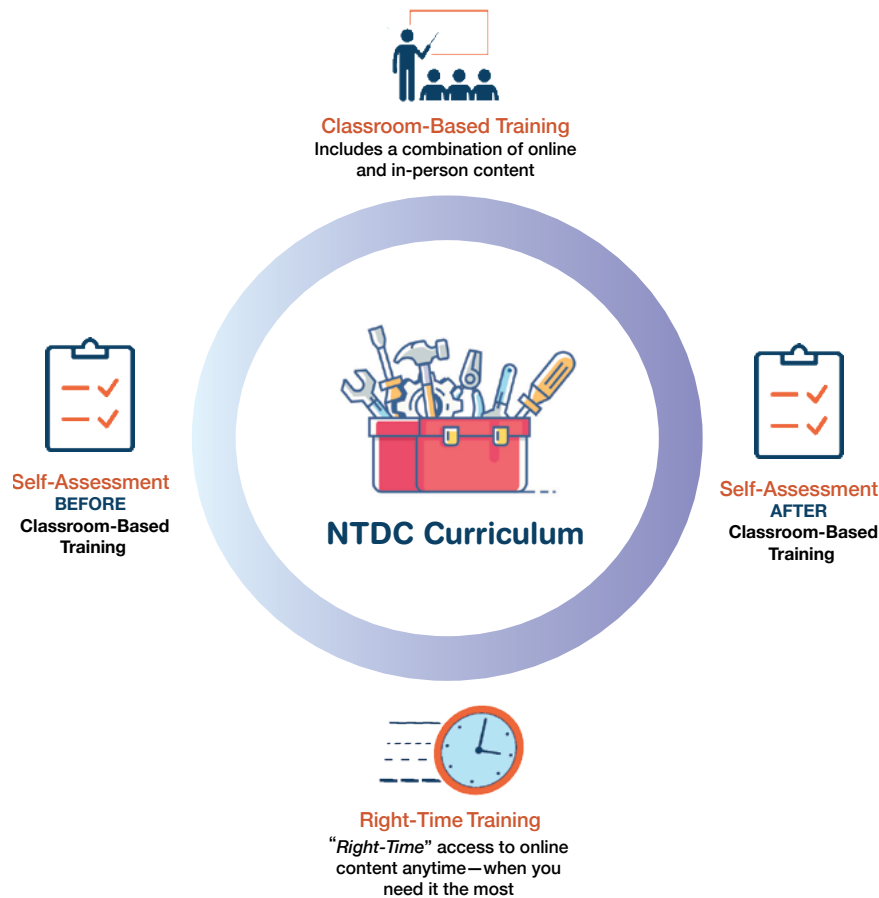 Classroom-Based Training
Includes a combination of online
and in-person content
Self-Assessment
BEFORE
Classroom-Based
Training
NTDC Curriculum
Self-Assessment
AFTER
Classroom-Based
Training
Right-Time Training
“Right-Time” access to online
content anytime—when you
need it the most